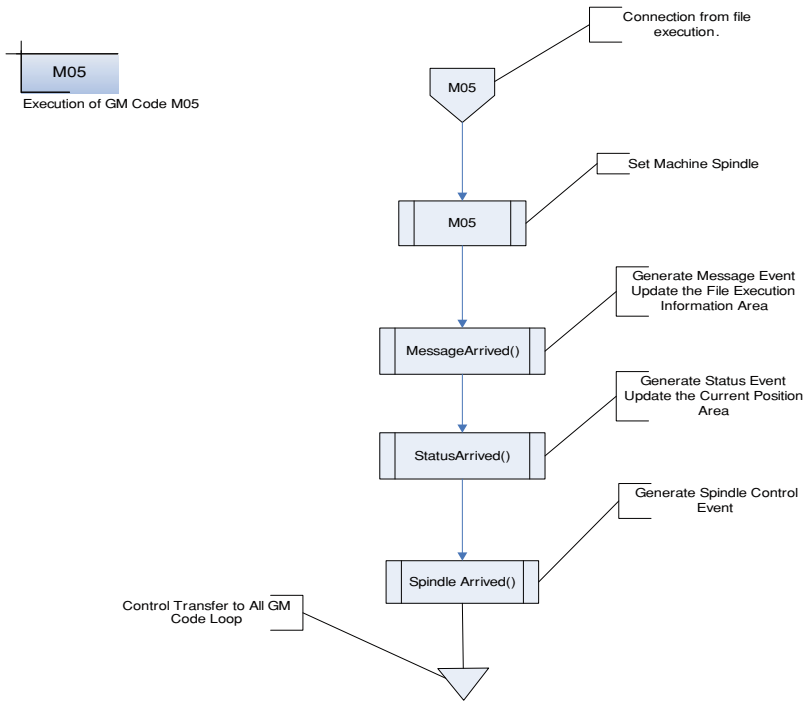 M05
Execution of GM Code M05
Connection from file
execution.
M05
Set Machine Spindle
M05
Generate Message Event
Update the File Execution
Information Area
MessageArrived()
Generate Status Event
Update the Current Position
Area
StatusArrived()
Generate Spindle Control
Event
Spindle Arrived()
Control Transfer to All GM
Code Loop